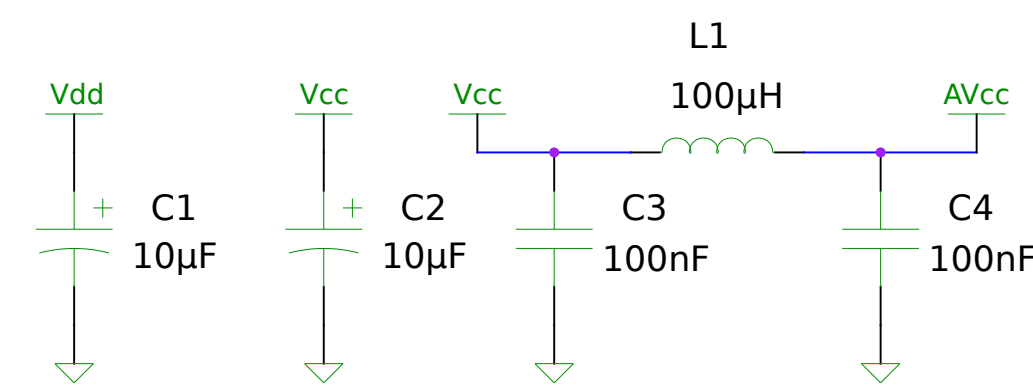 L1
100µH
Vdd
Vcc
Vcc
AVcc
+ C1
10µF
+ C2
10µF
C3
100nF
C4
100nF